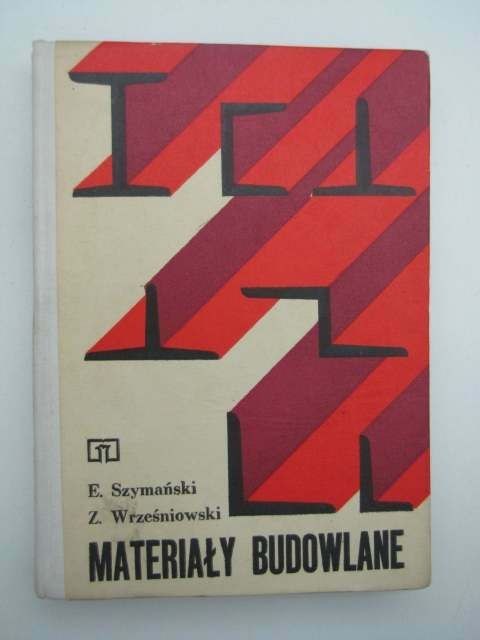 E. Szymański
Z. Wrześniowski
MATERIAŁY BUDOWLANE